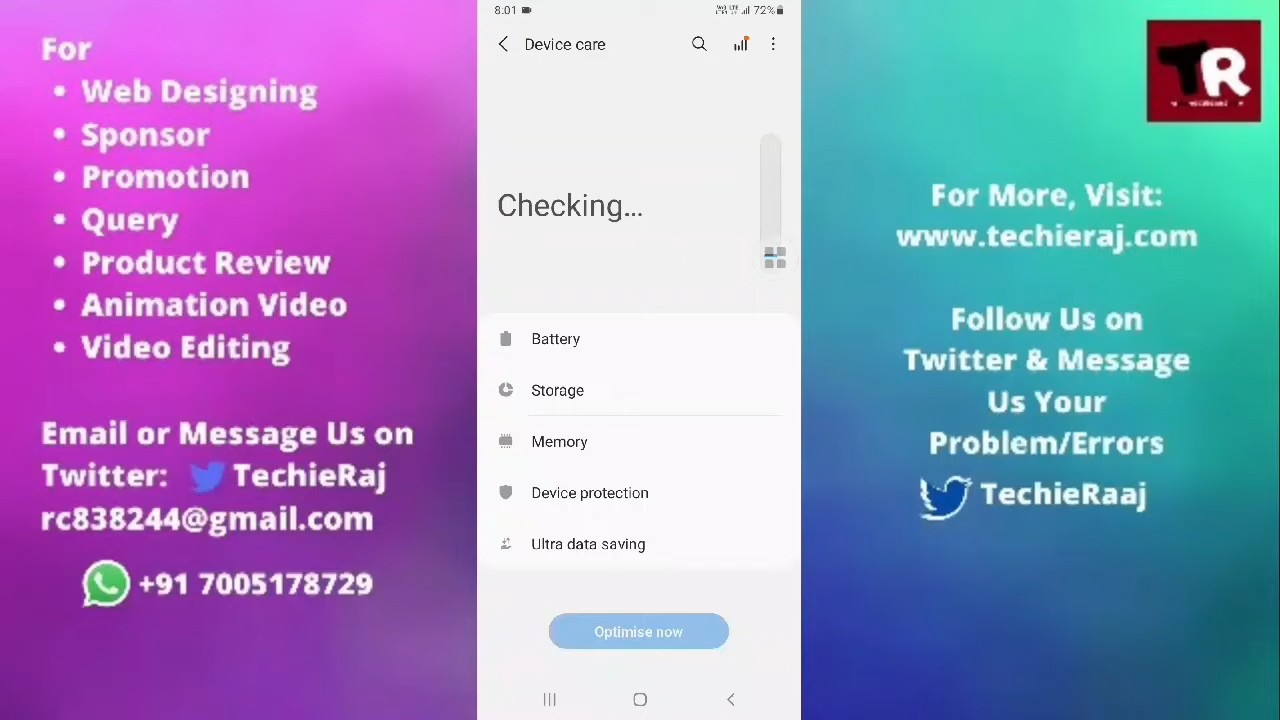 For
• Web Designing
• Sponsor
• Promotion
• Query
• Product Review
• Animation Video
• Video Editing
Email or Message Us on
Twitter: TechieRaj
rc838244@gmail.com
+91 7005178729
8:01
72%
Device care
Checking...
Battery
Storage
Memory
Device protection
Ultra data saving
Optimise now
TR
For More, Visit:
www.techieraj.com
Follow Us on
Twitter & Message
Us Your
Problem/Errors
TechieRaaj